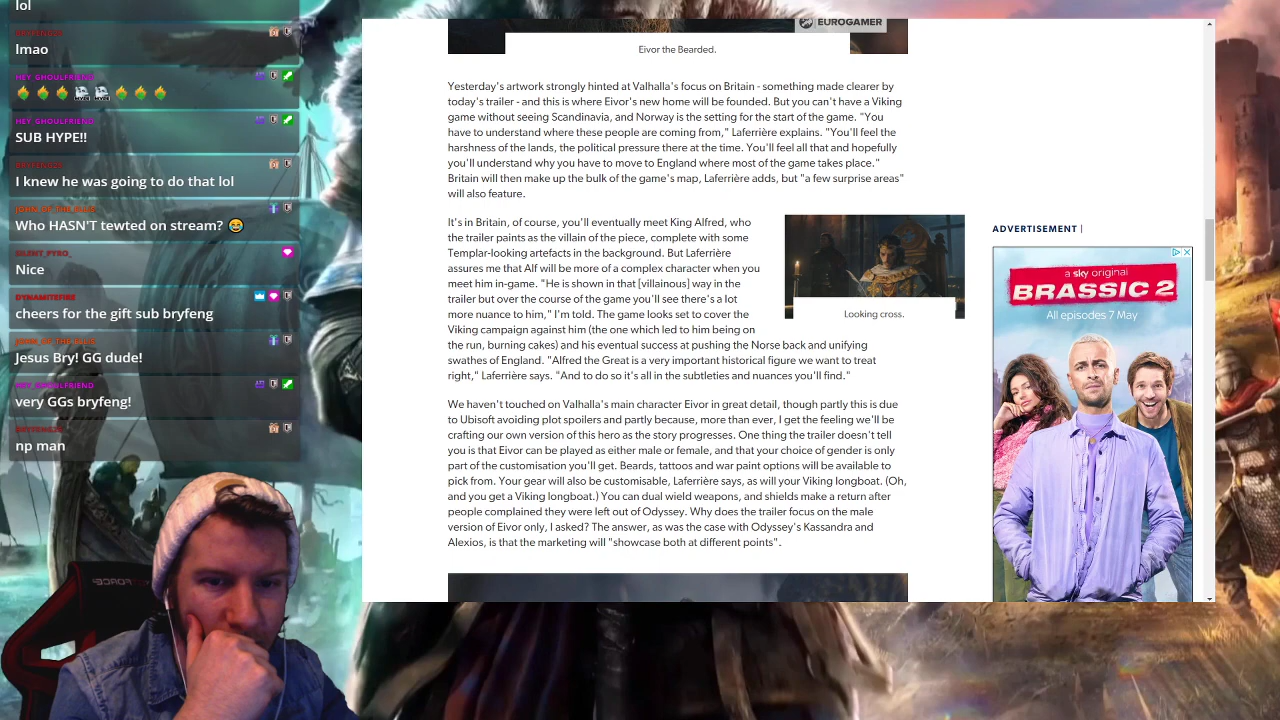 lol
BRYFENG24
lmao
HEY_GHOULFRIEND
HEY_GHOULFRIEND
SUB HYPE!!
BRYFENG24
I knew he was going to do that lol
Who HASN'T tewted on stream? 😂
SILENT_PYRO_
Nice
DYNAMITEFIRE
cheers for the gift sub bryfeng
Jesus Bry! GG dude!
HEY_GHOULFRIEND
very GGs bryfeng!
BRYFENG24
np man
EUROGAMER
Eivor the Bearded.
Yesterday's artwork strongly hinted at Valhalla's focus on Britain - something made clearer by
today's trailer - and this is where Eivor's new home will be founded. But you can't have a Viking
game without seeing Scandinavia, and Norway is the setting for the start of the game. "You
have to understand where these people are coming from," Laferrière explains. "You'll feel the
harshness of the lands, the political pressure there at the time. You'll feel all that and hopefully
you'll understand why you have to move to England where most of the game takes place."
Britain will then make up the bulk of the game's map, Laferrière adds, but "a few surprise areas"
will also feature.
It's in Britain, of course, you'll eventually meet King Alfred, who
the trailer paints as the villain of the piece, complete with some
Templar-looking artefacts in the background. But Laferrière
assures me that Alf will be more of a complex character when you
meet him in-game. "He is shown in that [villainous] way in the
trailer but over the course of the game you'll see there's a lot
more nuance to him," I'm told. The game looks set to cover the
Viking campaign against him (the one which led to him being on
the run, burning cakes) and his eventual success at pushing the Norse back and unifying
swathes of England. "Alfred the Great is a very important historical figure we want to treat
right," Laferrière says. "And to do so it's all in the subtleties and nuances you'll find."
Looking cross.
We haven't touched on Valhalla's main character Eivor in great detail, though partly this is due
to Ubisoft avoiding plot spoilers and partly because, more than ever, I get the feeling we'll be
crafting our own version of this hero as the story progresses. One thing the trailer doesn't tell
you is that Eivor can be played as either male or female, and that your choice of gender is only
part of the customisation you'll get. Beards, tattoos and war paint options will be available to
pick from. Your gear will also be customisable, Laferrière says, as will your Viking longboat. (Oh,
and you get a Viking longboat.) You can dual wield weapons, and shields make a return after
people complained they were left out of Odyssey. Why does the trailer focus on the male
version of Eivor only, I asked? The answer, as was the case with Odyssey's Kassandra and
Alexios, is that the marketing will "showcase both at different points".
ADVERTISEMENT |
a sky original
BRASSIC 2
All episodes 7 May